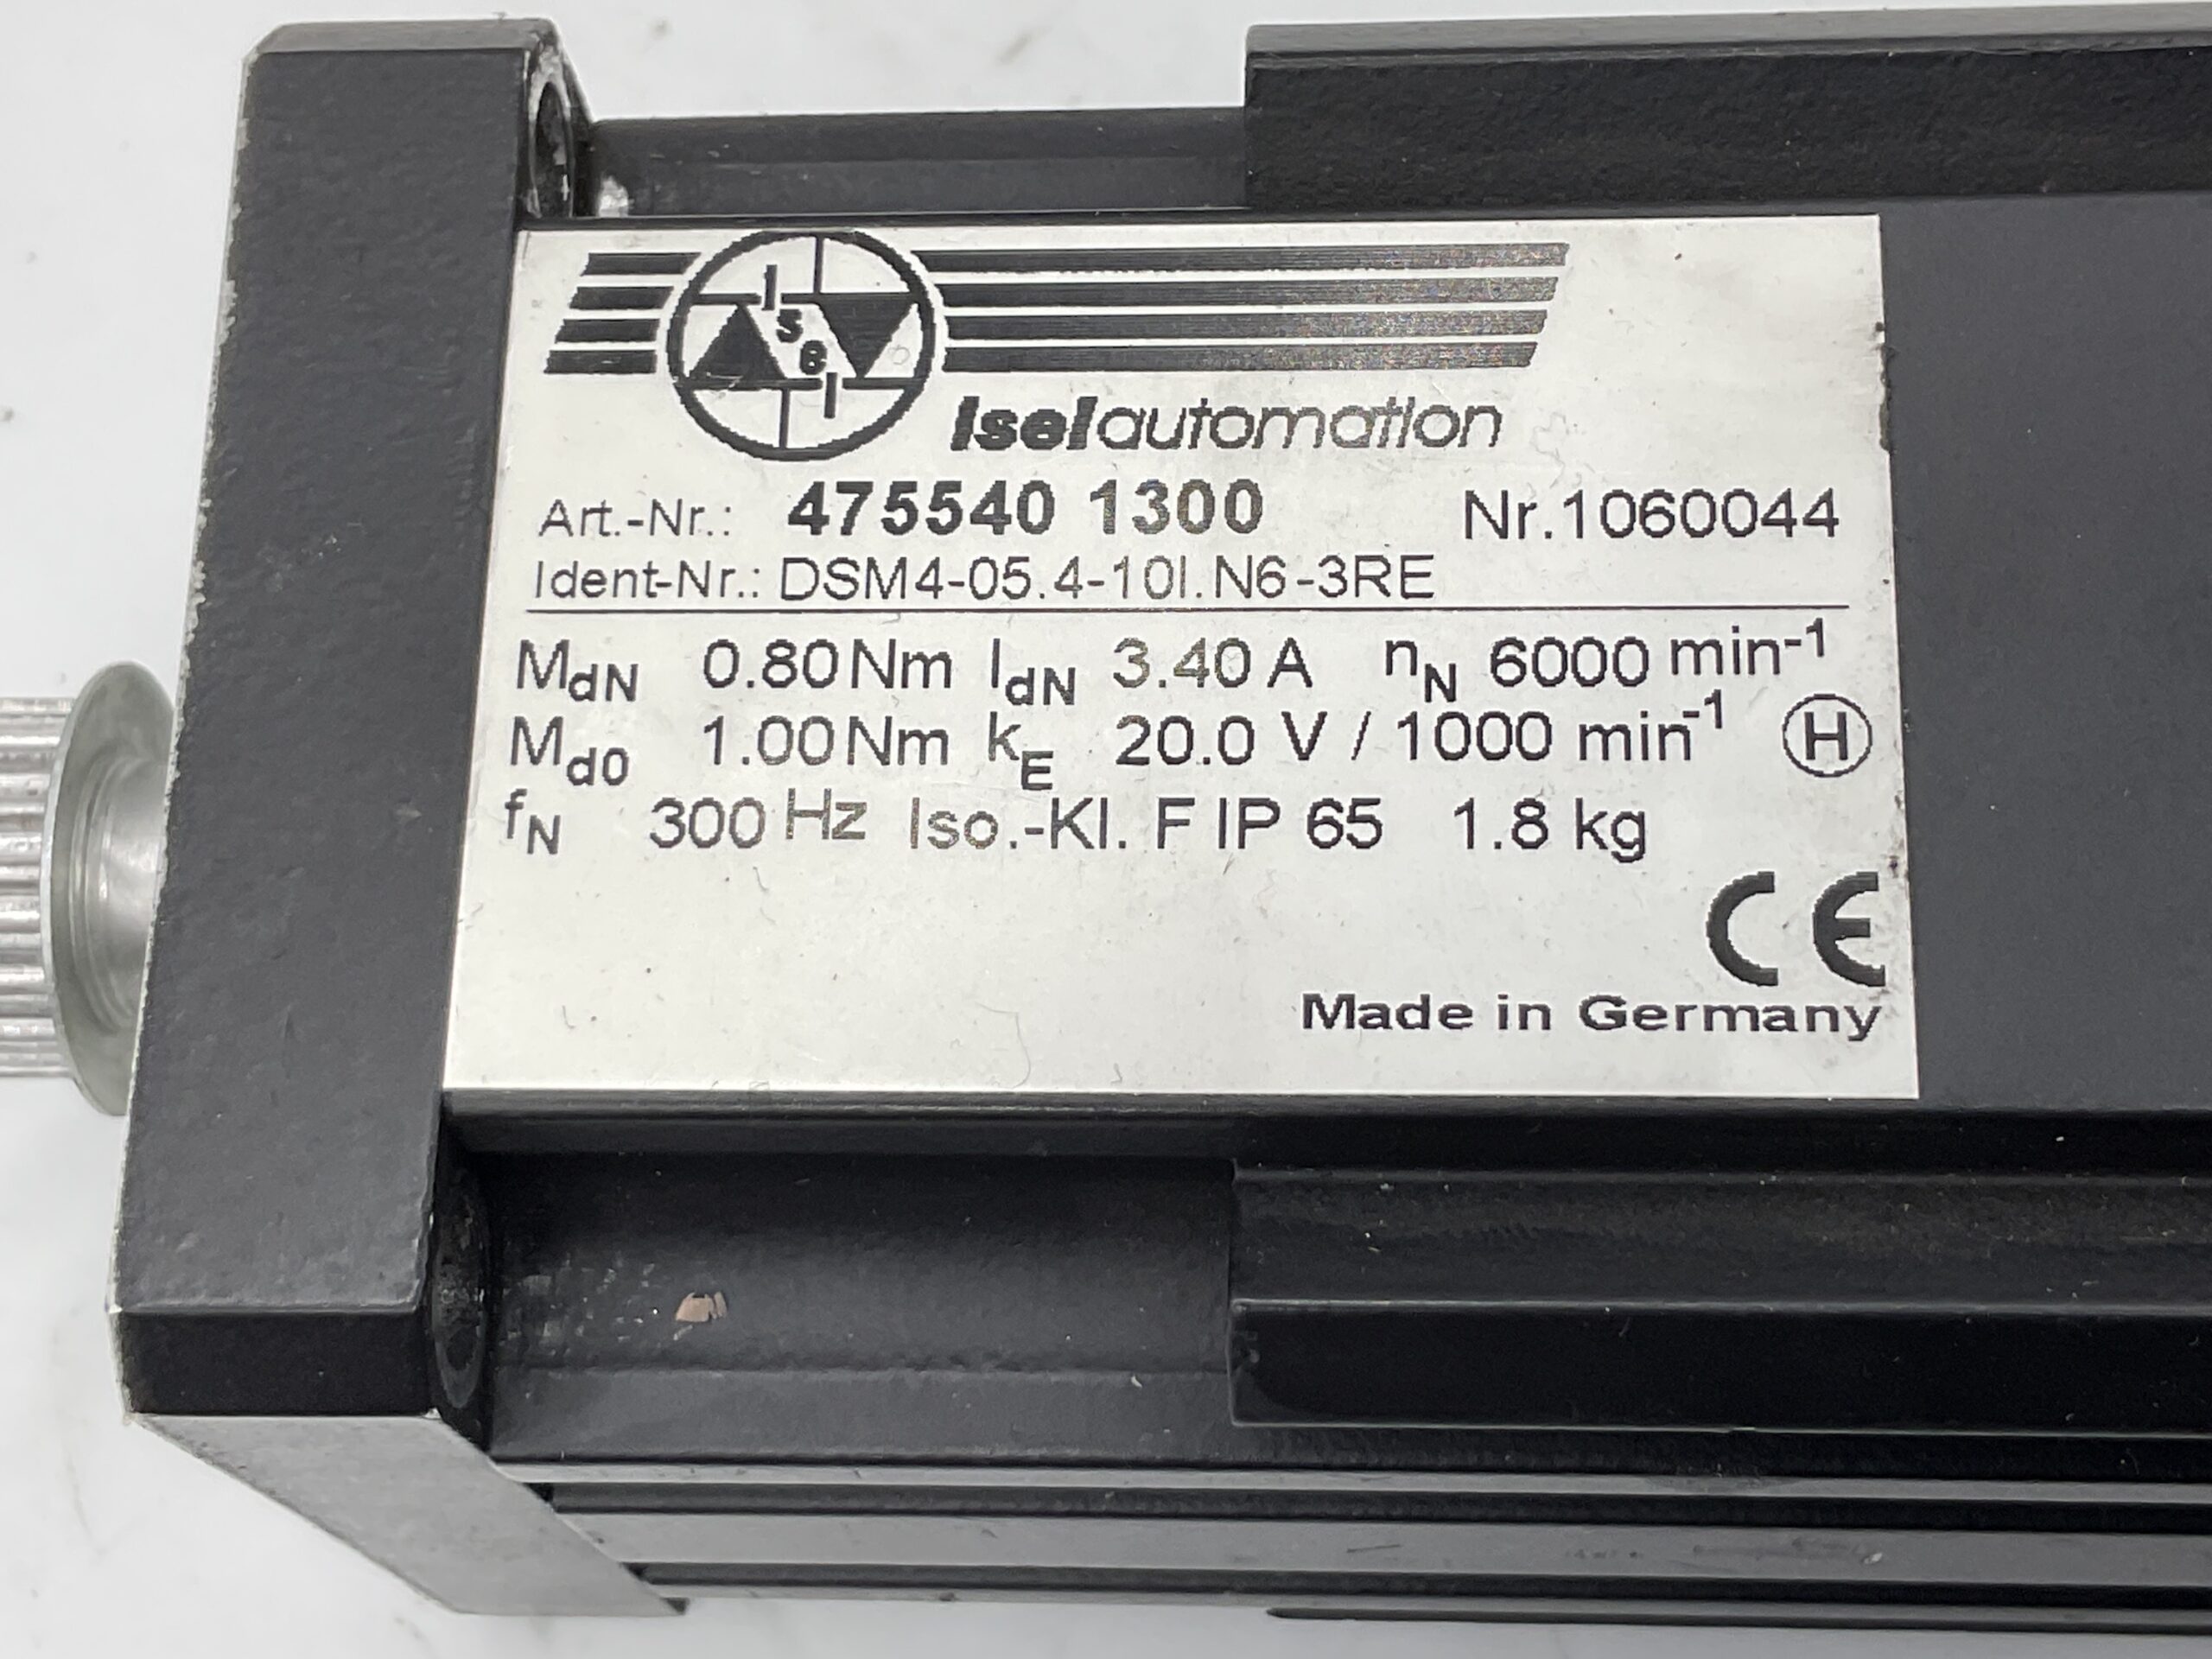 Isel
Iselautomation
Art.-Nr.: 475540 1300 Nr.1060044
Ident-Nr.: DSM4-05.4-10I.N6-3RE
MdN 0.80 Nm IdN 3.40 A nN 6000 min-1
Md0 1.00 Nm kE 20.0 V / 1000 min-1 H
fN 300 Hz Iso.-Kl. F IP 65 1.8 kg
CE
Made in Germany